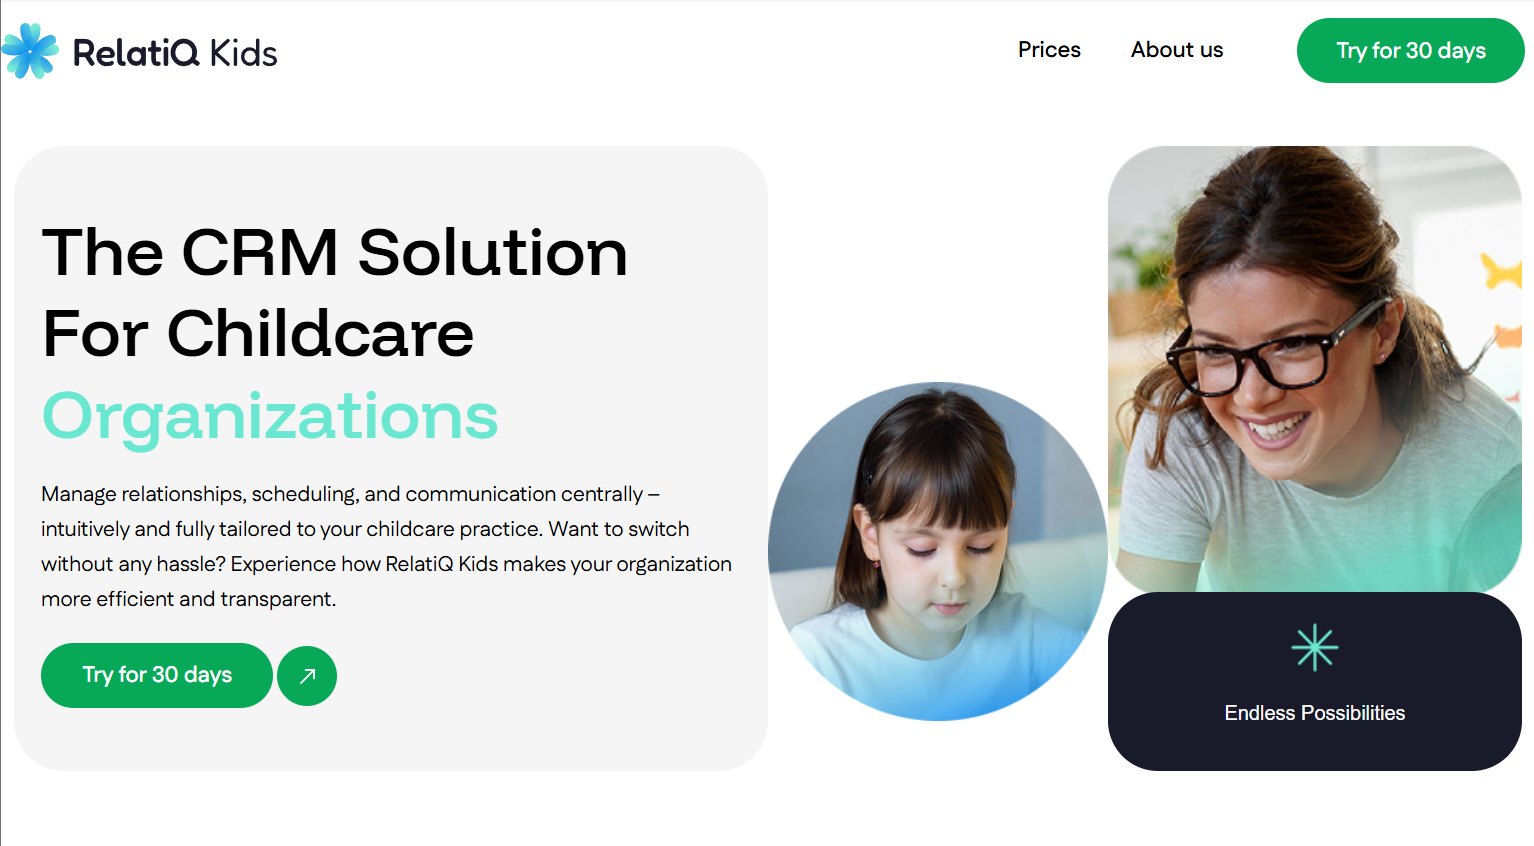 RelatiQ Kids
Prices
About us
Try for 30 days
The CRM Solution
For Childcare
Organizations
Manage relationships, scheduling, and communication centrally –
intuitively and fully tailored to your childcare practice. Want to switch
without any hassle? Experience how RelatiQ Kids makes your organization
more efficient and transparent.
Try for 30 days
Endless Possibilities